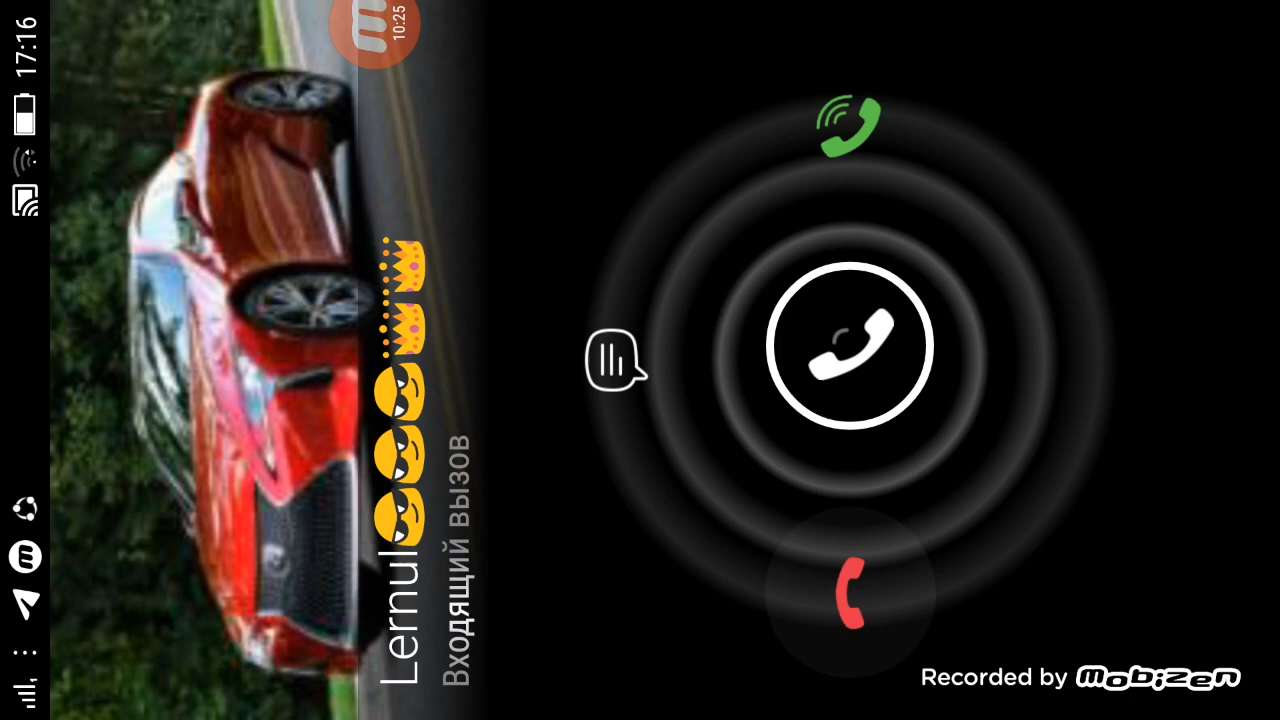 17:16
10:25
Lernul😎😎😎👑👑
Входящий вызов
Recorded by mobizen